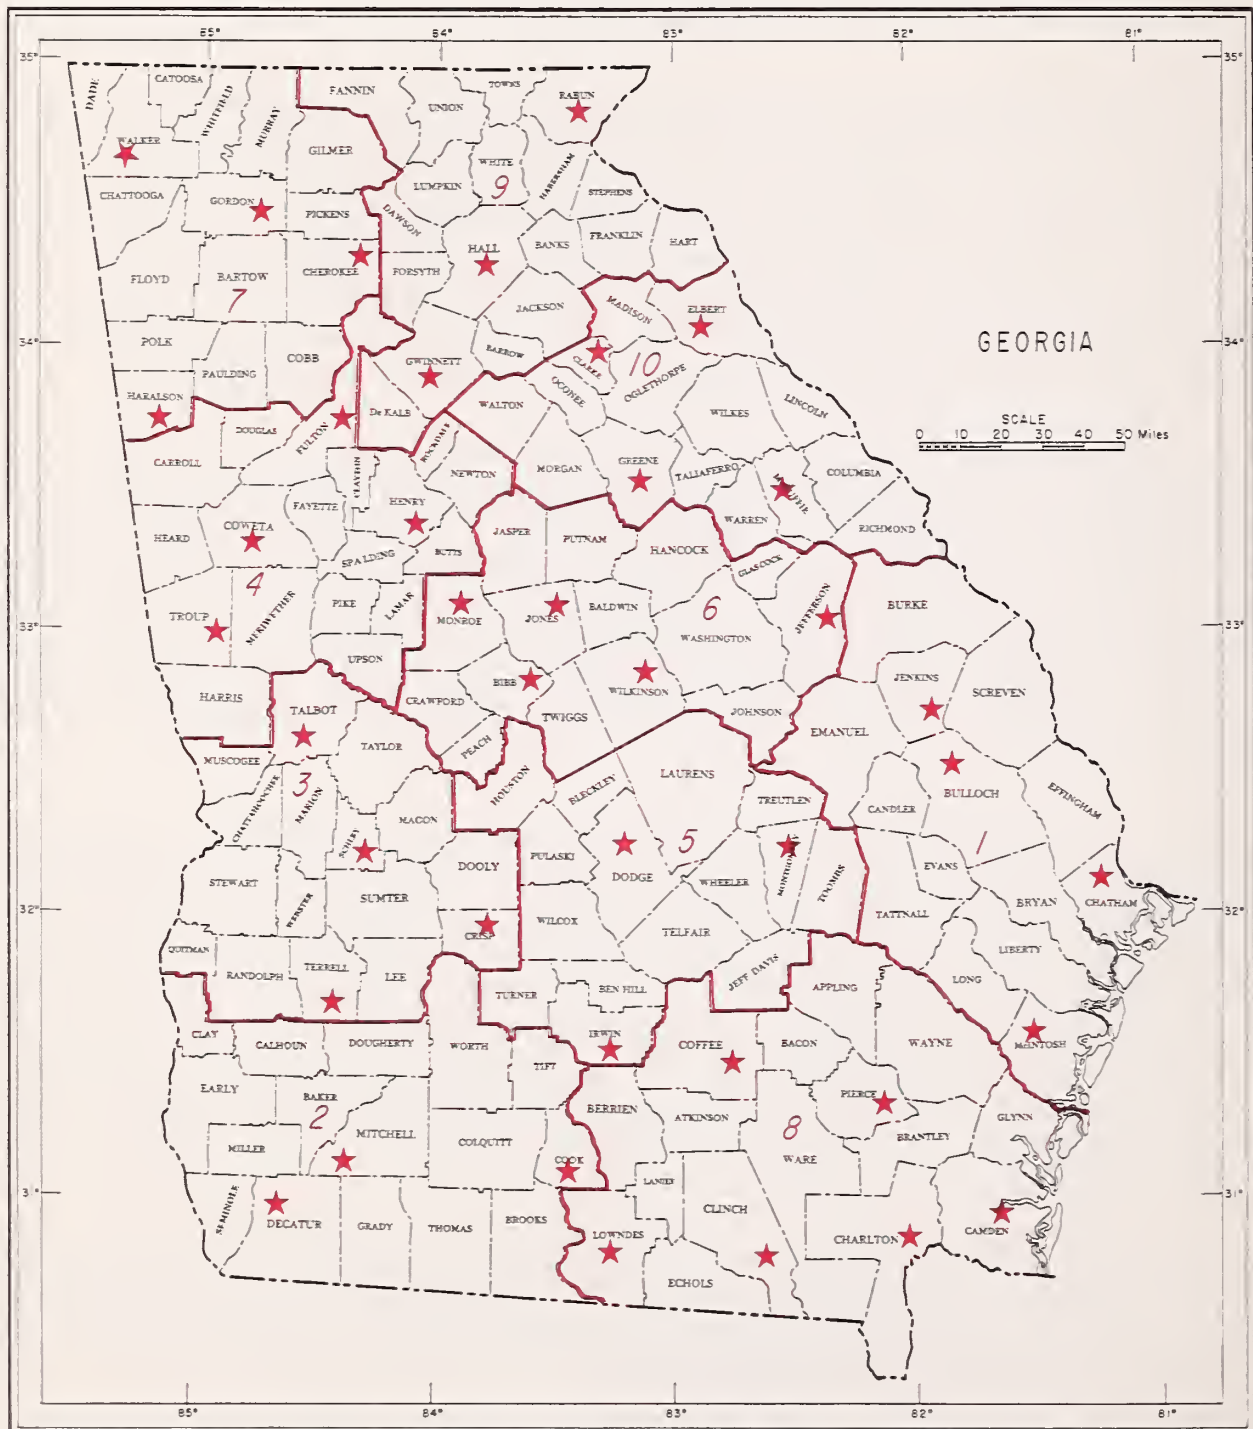 85° 84° 83° 82° 81°
35° 35°
DADE CATOOSA WHITFIELD MURRAY FANNIN UNION TOWNS RABUN
WALKER GILMER LUMPKIN WHITE HABERSHAM STEPHENS
9
CHATTOOGA GORDON PICKENS DAWSON HALL BANKS FRANKLIN HART
FLOYD BARTOW CHEROKEE FORSYTH
7
JACKSON MADISON ELBERT
34° 34°
GEORGIA
POLK PAULDING COBB GWINNETT BARROW CLARKE OGLETHORPE
10
HARALSON De KALB WALTON OCONEE WILKES LINCOLN
SCALE
0 10 20 30 40 50 Miles
DOUGLAS FULTON ROCKDALE
CARROLL CLAYTON NEWTON MORGAN GREENE TALIAFERRO McDUFFIE COLUMBIA
HEARD COWETA FAYETTE HENRY JASPER PUTNAM HANCOCK WARREN RICHMOND
SPALDING BUTTS GLASCOCK
4
TROUP MERIWETHER PIKE LAMAR MONROE JONES BALDWIN WASHINGTON JEFFERSON BURKE
6
33° 33°
UPSON
HARRIS TALBOT CRAWFORD BIBB TWIGGS WILKINSON JOHNSON EMANUEL JENKINS SCREVEN
MUSCOGEE TAYLOR PEACH
CHATTAHOOCHEE MARION HOUSTON BLECKLEY LAURENS TREUTLEN CANDLER BULLOCH EFFINGHAM
3
SCHLEY MACON
5 1
STEWART WEBSTER SUMTER DOOLY PULASKI DODGE WHEELER MONTGOMERY TOOMBS EVANS BRYAN CHATHAM
32° 32°
CRISP WILCOX TELFAIR TATTNALL
QUITMAN RANDOLPH TERRELL LEE TURNER BEN HILL JEFF DAVIS APPLING LONG LIBERTY
CLAY CALHOUN DOUGHERTY WORTH TIFT IRWIN COFFEE BACON WAYNE McINTOSH
EARLY BAKER BERRIEN PIERCE GLYNN
2
MILLER MITCHELL COLQUITT COOK ATKINSON WARE BRANTLEY
8
31° 31°
SEMINOLE DECATUR GRADY THOMAS BROOKS LOWNDES LANIER CLINCH CHARLTON CAMDEN
ECHOLS
85° 84° 83° 82° 81°